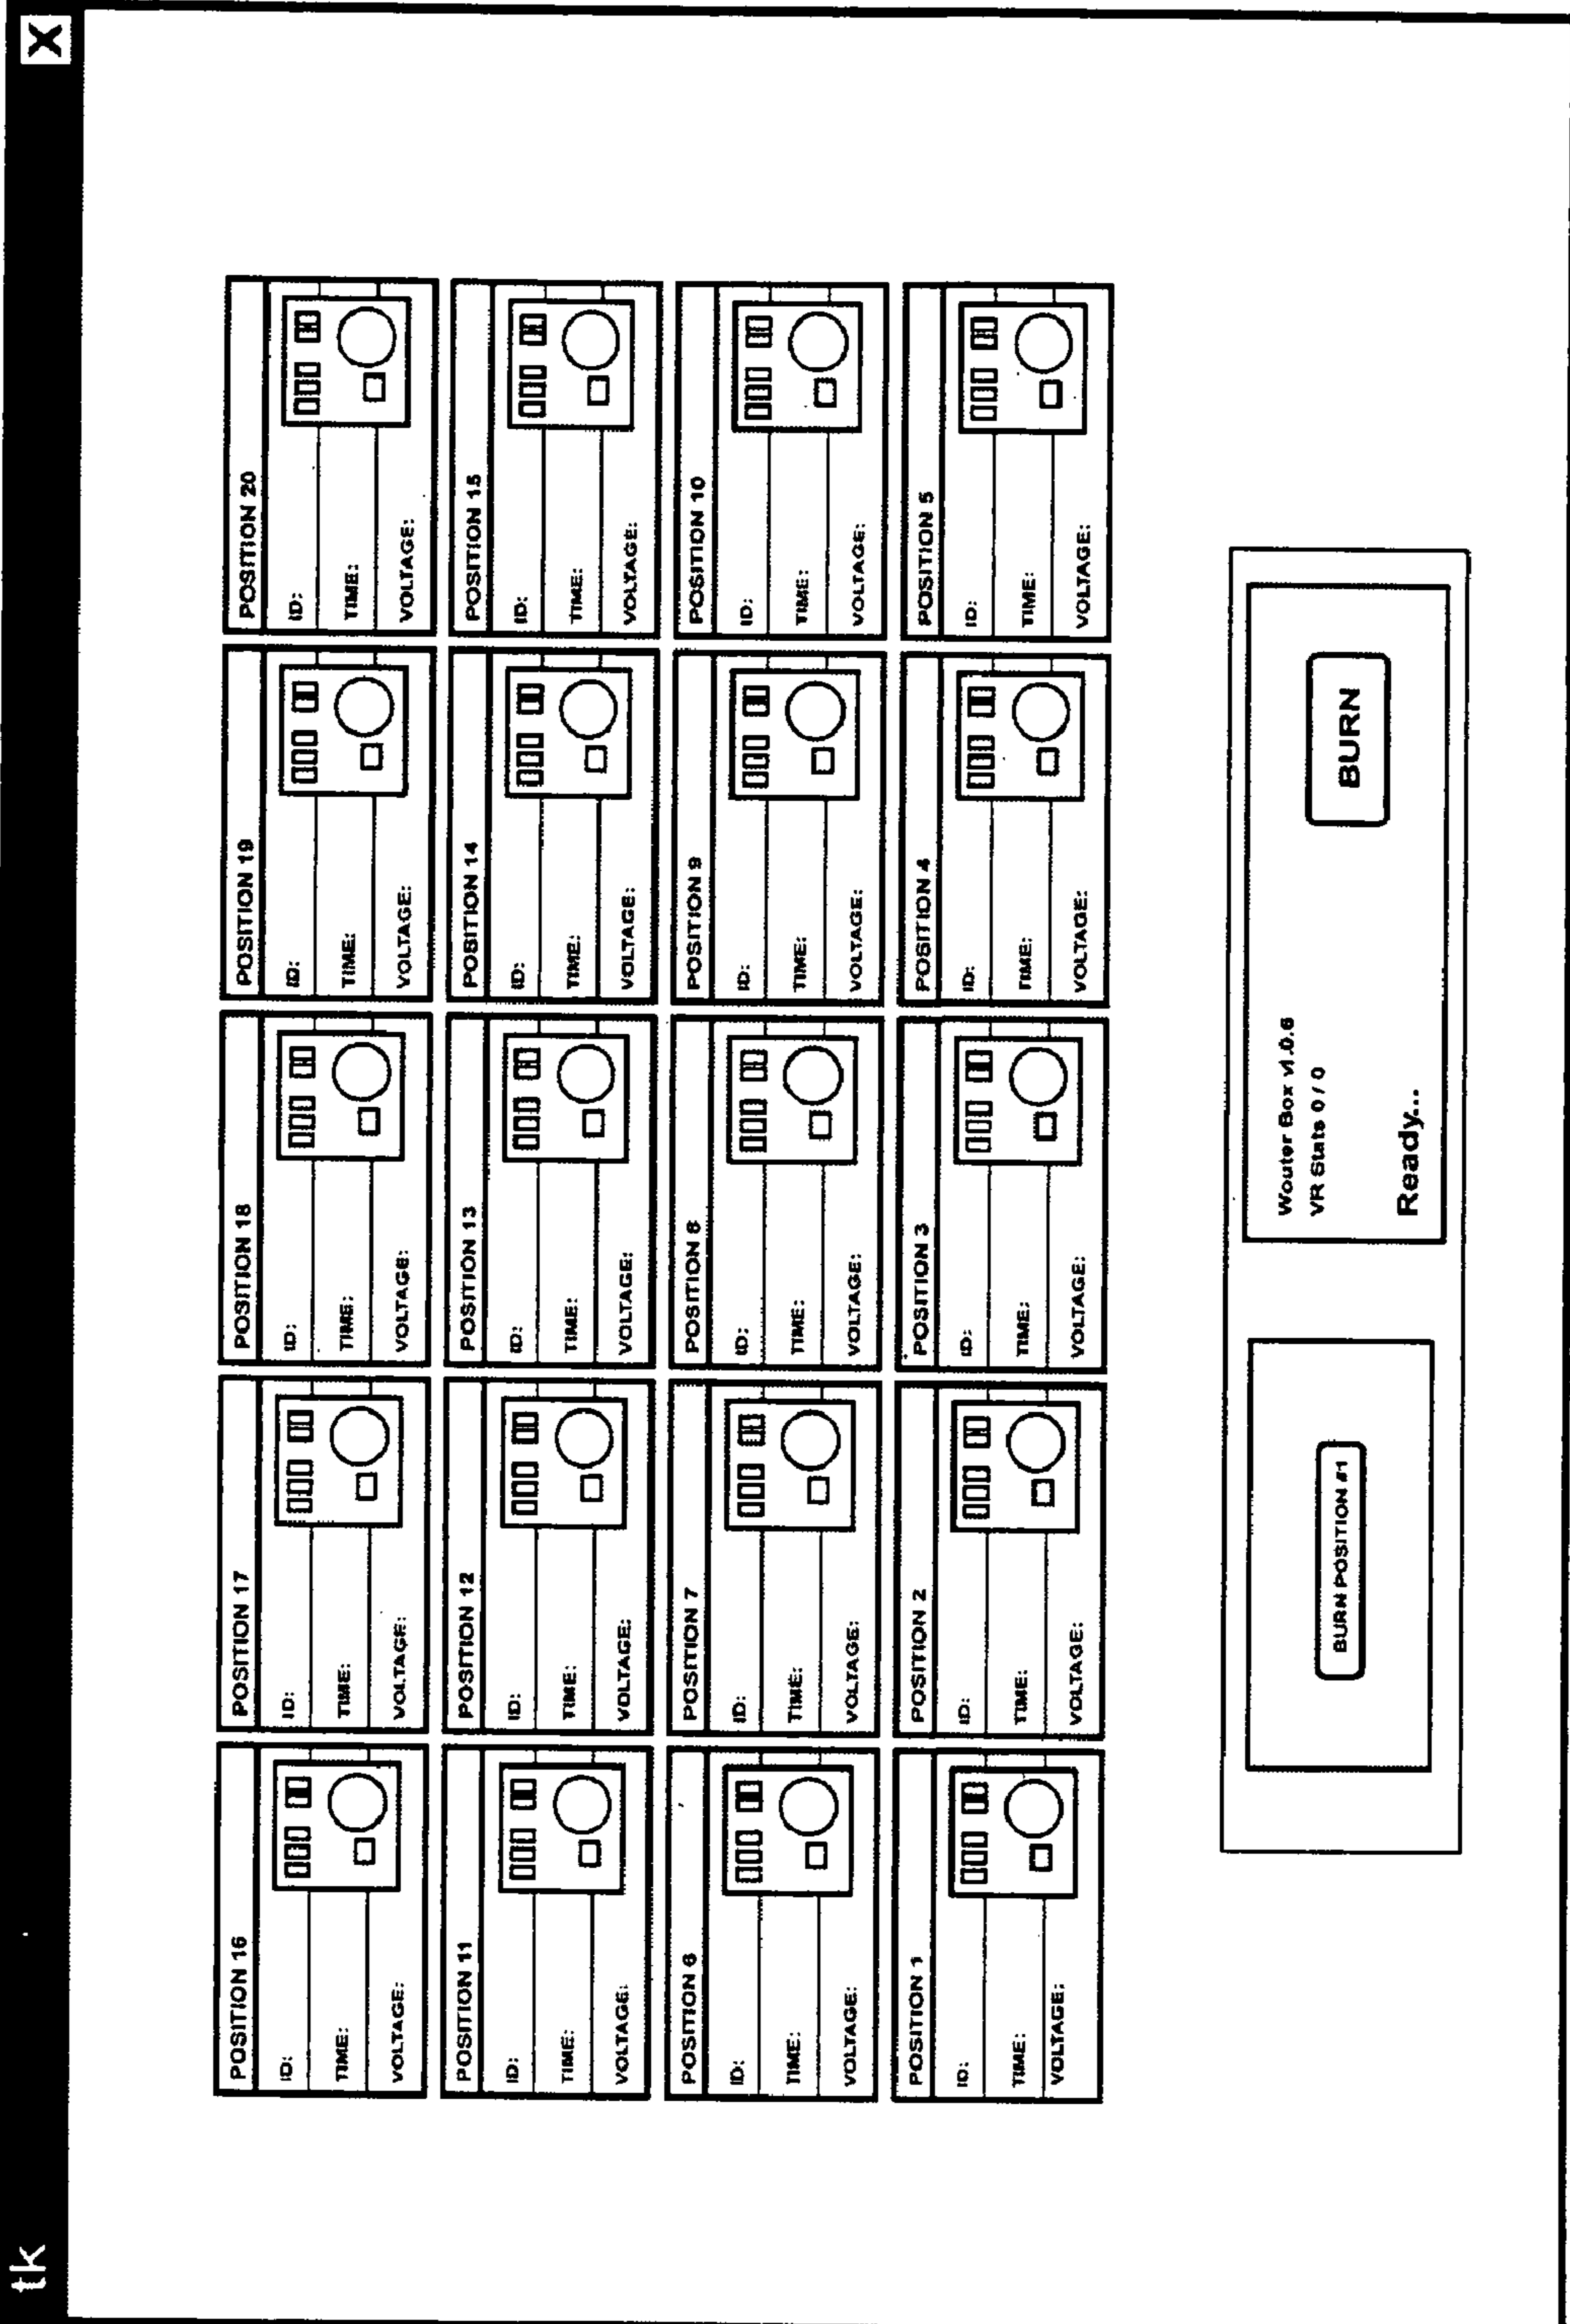 tk
X
POSITION 16
ID:
TIME:
VOLTAGE:
POSITION 17
ID:
TIME:
VOLTAGE:
POSITION 18
ID:
TIME:
VOLTAGE:
POSITION 19
ID:
TIME:
VOLTAGE:
POSITION 20
ID:
TIME:
VOLTAGE:
POSITION 11
ID:
TIME:
VOLTAGE:
POSITION 12
ID:
TIME:
VOLTAGE:
POSITION 13
ID:
TIME:
VOLTAGE:
POSITION 14
ID:
TIME:
VOLTAGE:
POSITION 15
ID:
TIME:
VOLTAGE:
POSITION 6
ID:
TIME:
VOLTAGE:
POSITION 7
ID:
TIME:
VOLTAGE:
POSITION 8
ID:
TIME:
VOLTAGE:
POSITION 9
ID:
TIME:
VOLTAGE:
POSITION 10
ID:
TIME:
VOLTAGE:
POSITION 1
ID:
TIME:
VOLTAGE:
POSITION 2
ID:
TIME:
VOLTAGE:
POSITION 3
ID:
TIME:
VOLTAGE:
POSITION 4
ID:
TIME:
VOLTAGE:
POSITION 5
ID:
TIME:
VOLTAGE:
BURN POSITION #1
Wouter Box v1.0.6
VR Stats 0 / 0
Ready...
BURN